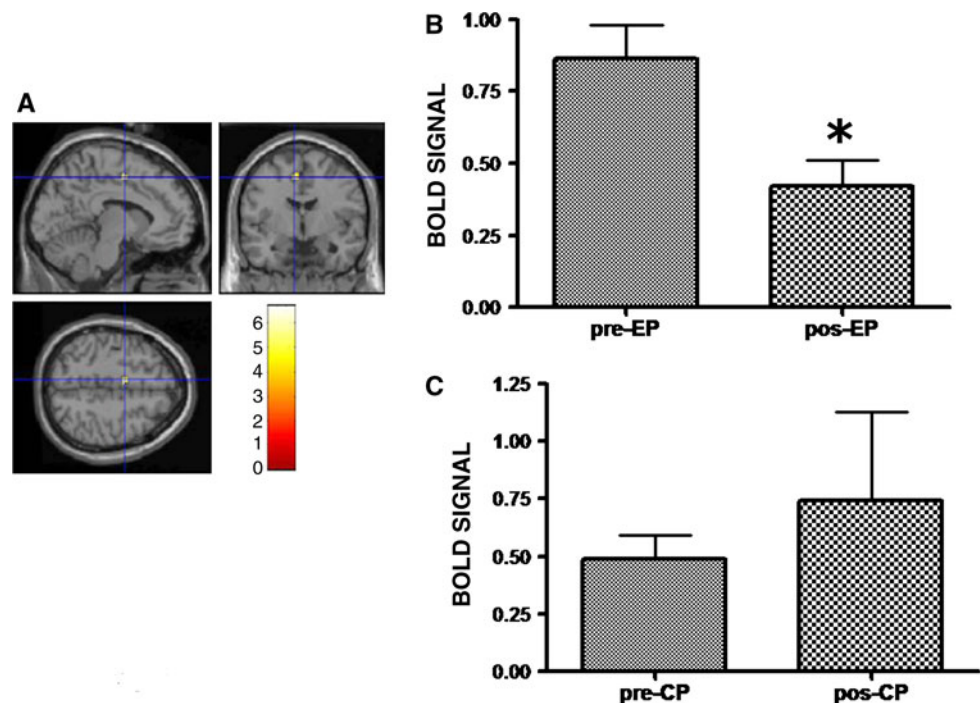 A
6
5
4
3
2
1
0
B
BOLD SIGNAL
1.00
0.75
0.50
0.25
0.00
*
pre-EP
pos-EP
C
BOLD SIGNAL
1.25
1.00
0.75
0.50
0.25
0.00
pre-CP
pos-CP